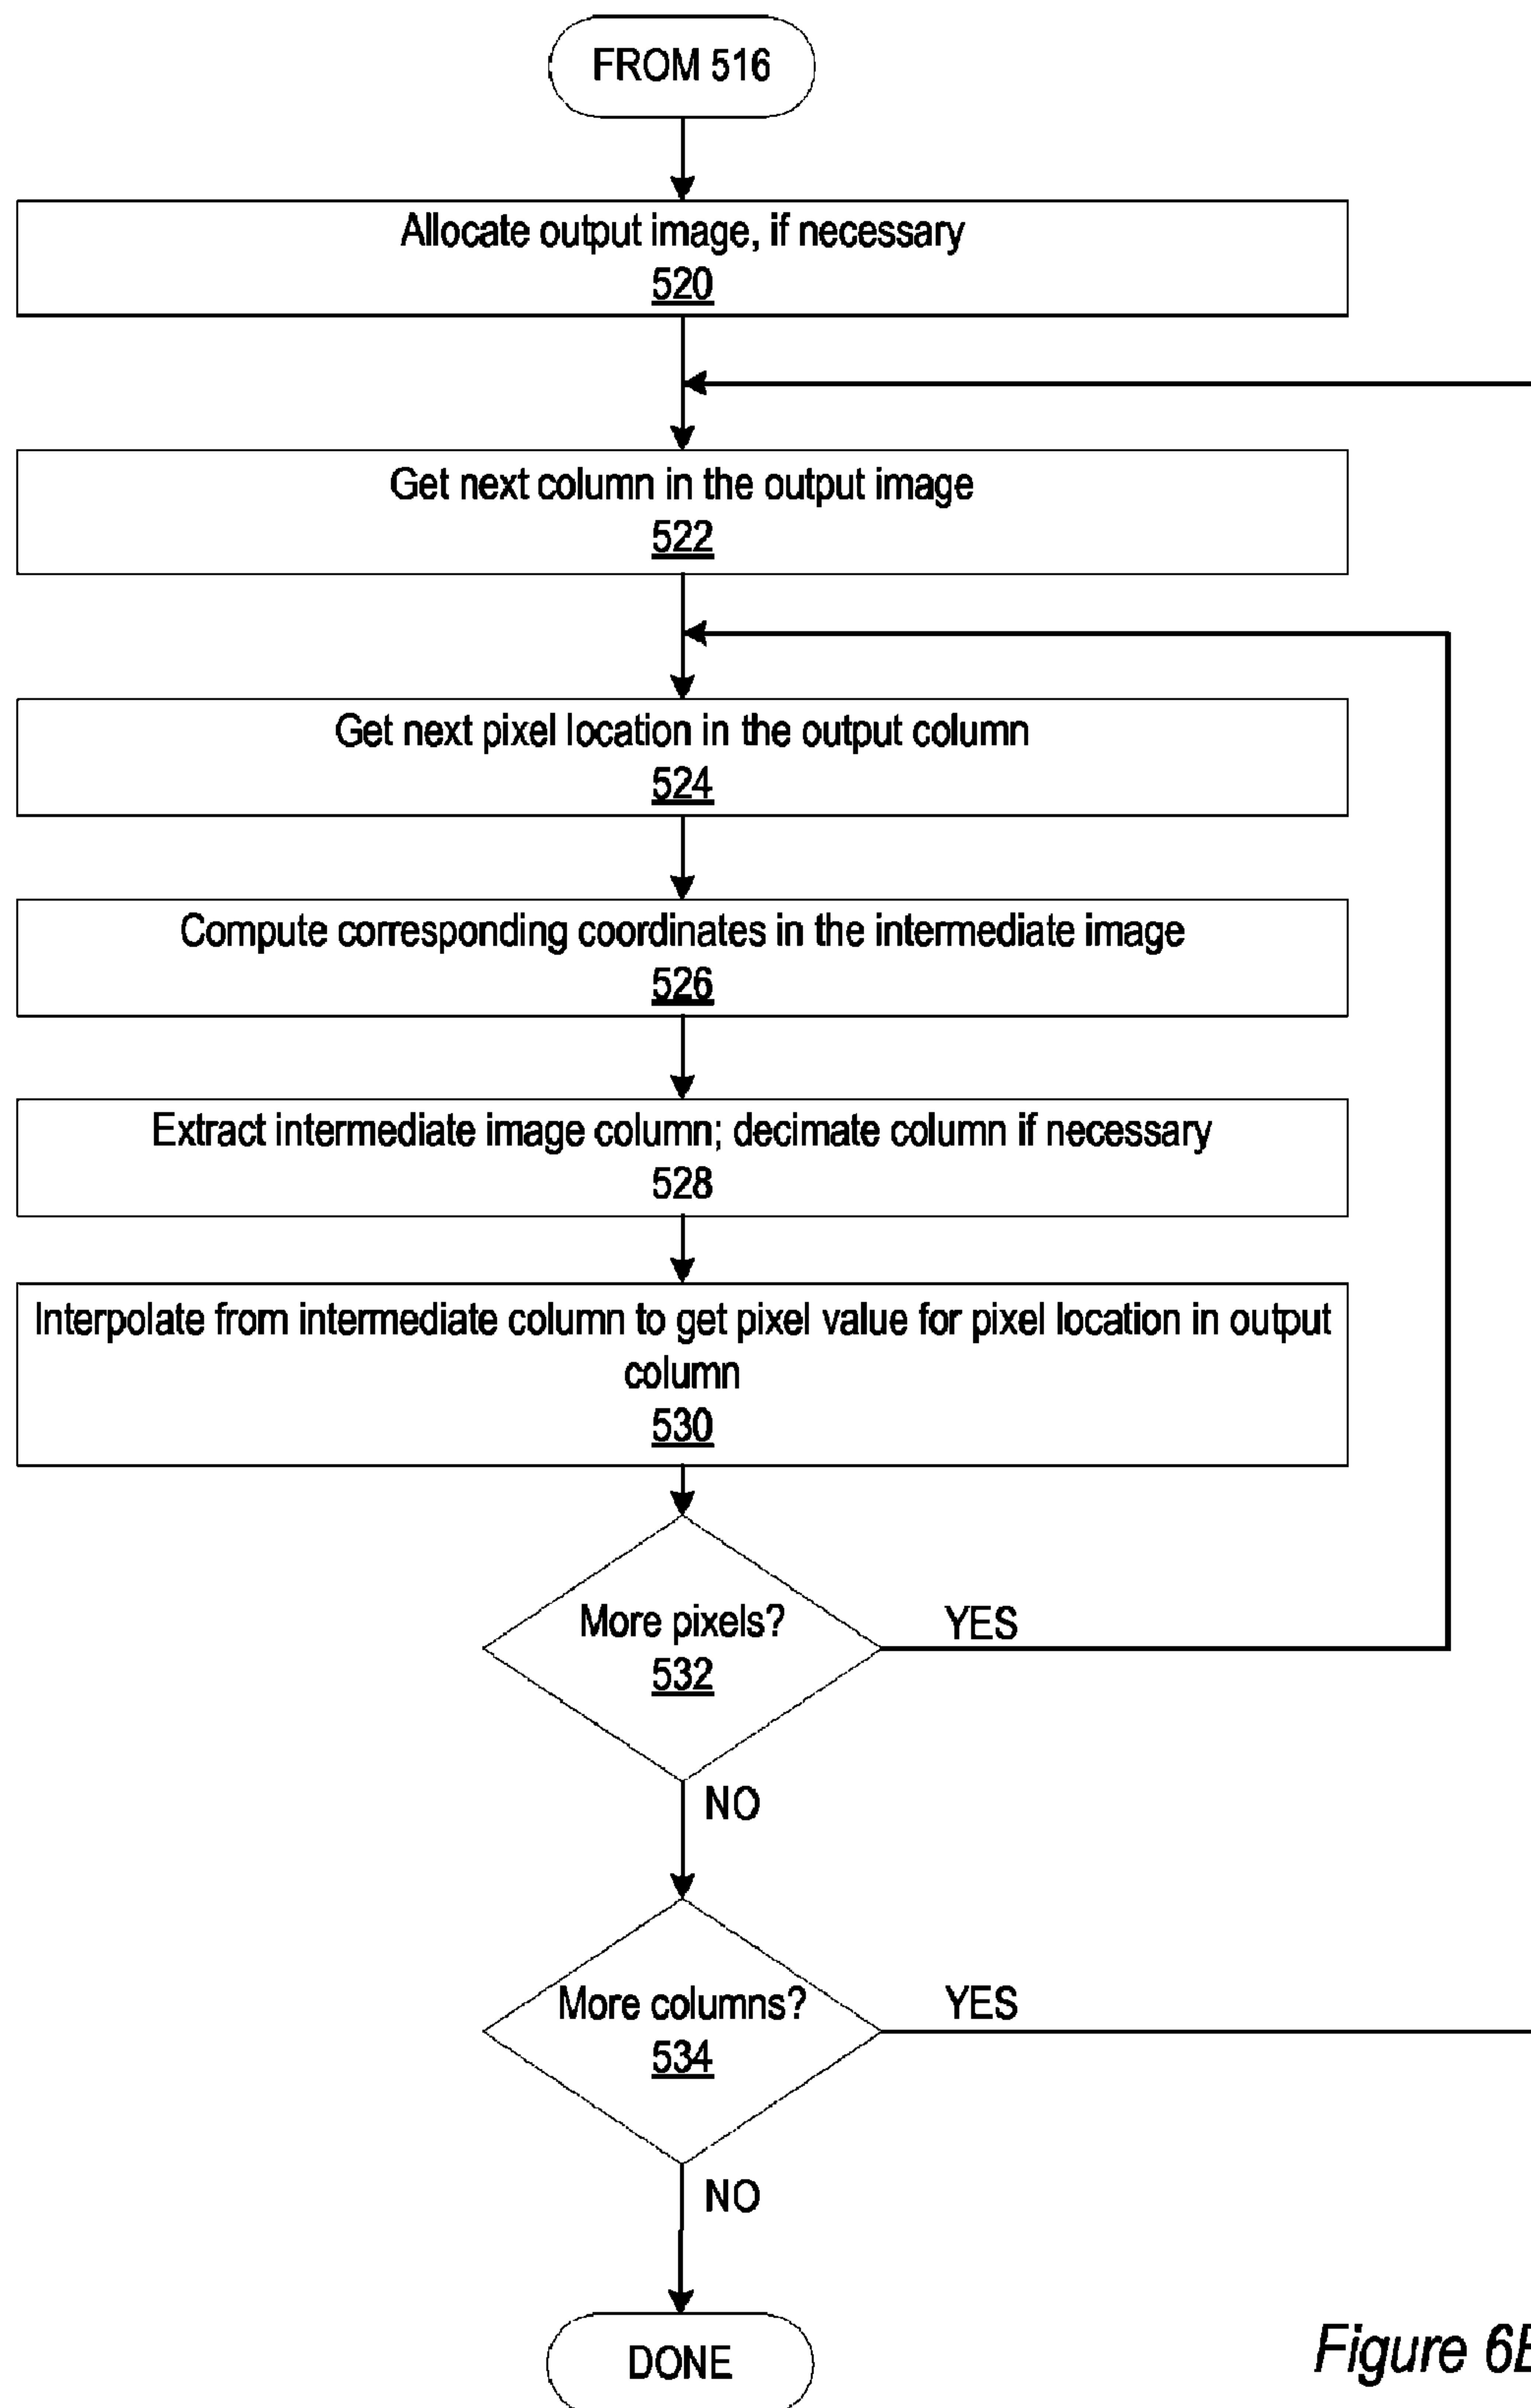 FROM 516
Allocate output image, if necessary
520
Get next column in the output image
522
Get next pixel location in the output column
524
Compute corresponding coordinates in the intermediate image
526
Extract intermediate image column; decimate column if necessary
528
Interpolate from intermediate column to get pixel value for pixel location in output
column
530
More pixels?
532
YES
NO
More columns?
534
YES
NO
DONE
Figure 6B